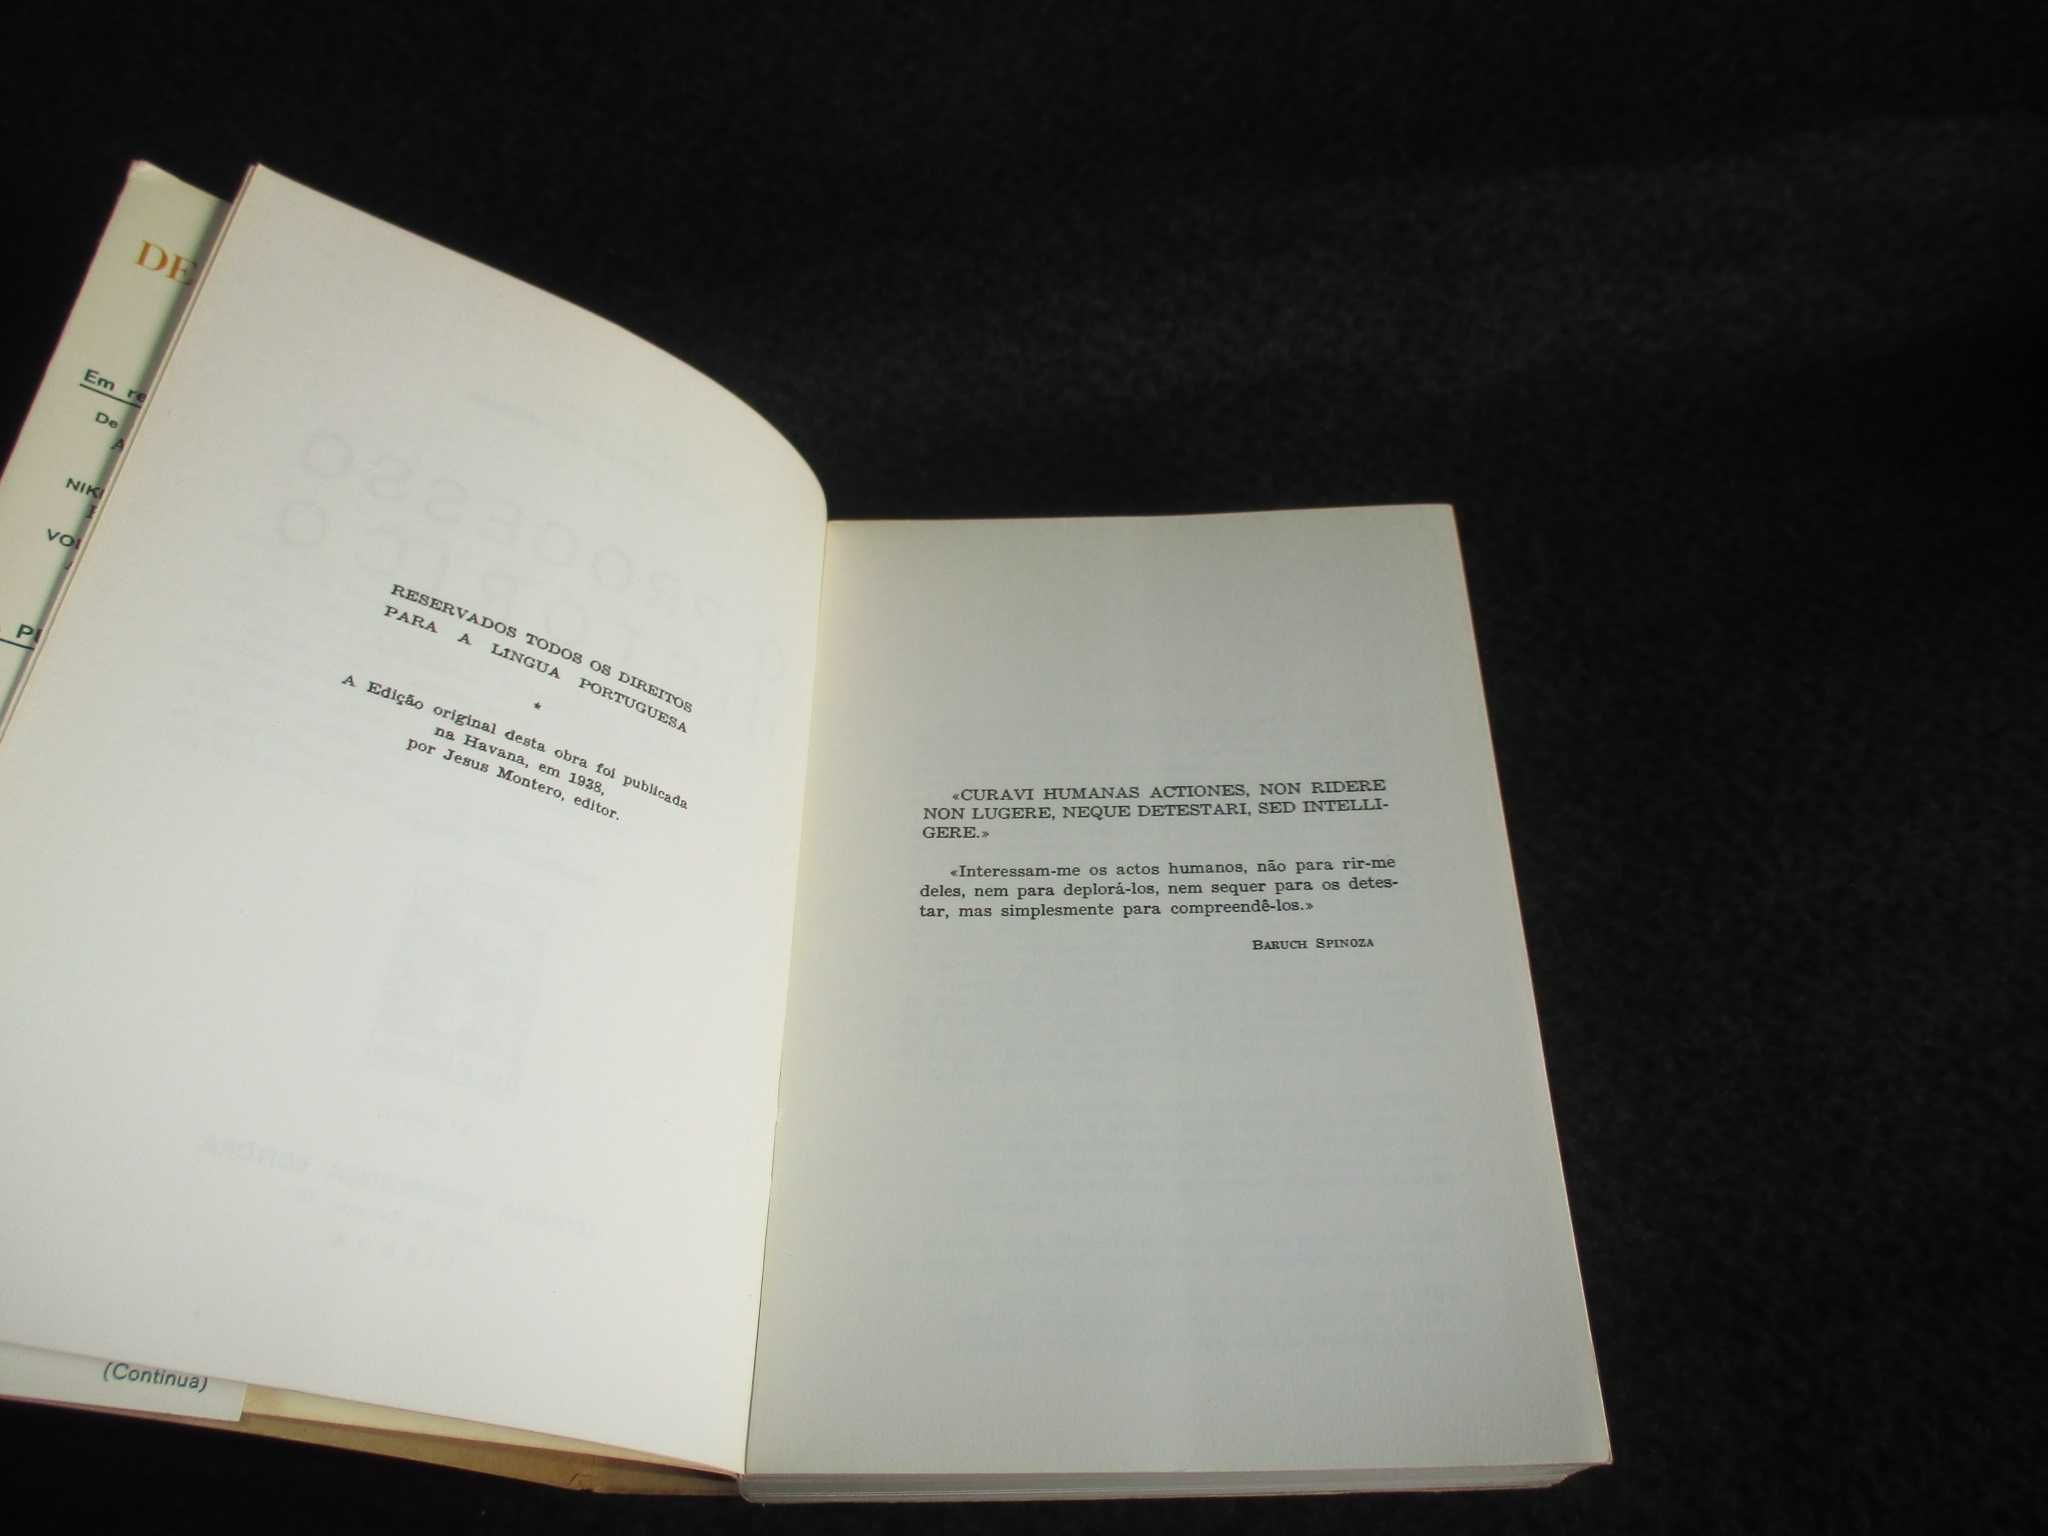 DE
Em re
De
A
NIK
VOL
(Continua)
RESERVADOS TODOS OS DIREITOS
PARA A LÍNGUA PORTUGUESA
*
A Edição original desta obra foi publicada
na Havana, em 1938,
por Jesus Montero, editor.
«CURAVI HUMANAS ACTIONES, NON RIDERE
NON LUGERE, NEQUE DETESTARI, SED INTELLI-
GERE.»
«Interessam-me os actos humanos, não para rir-me
deles, nem para deplorá-los, nem sequer para os detes-
tar, mas simplesmente para compreendê-los.»
BARUCH SPINOZA